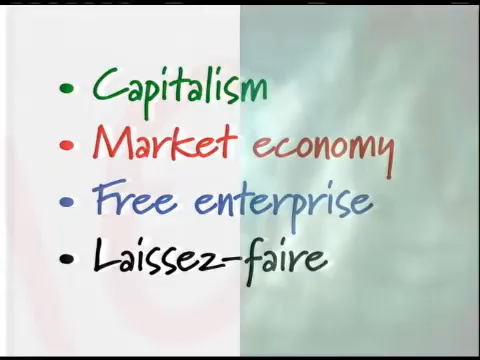 • Capitalism
• Market economy
• Free enterprise
• Laissez-faire